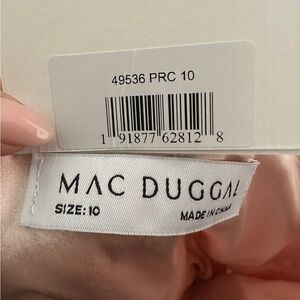 49536 PRC 10
1 91877 62812 8
MAC DUGGAL
SIZE: 10
MADE IN CHINA